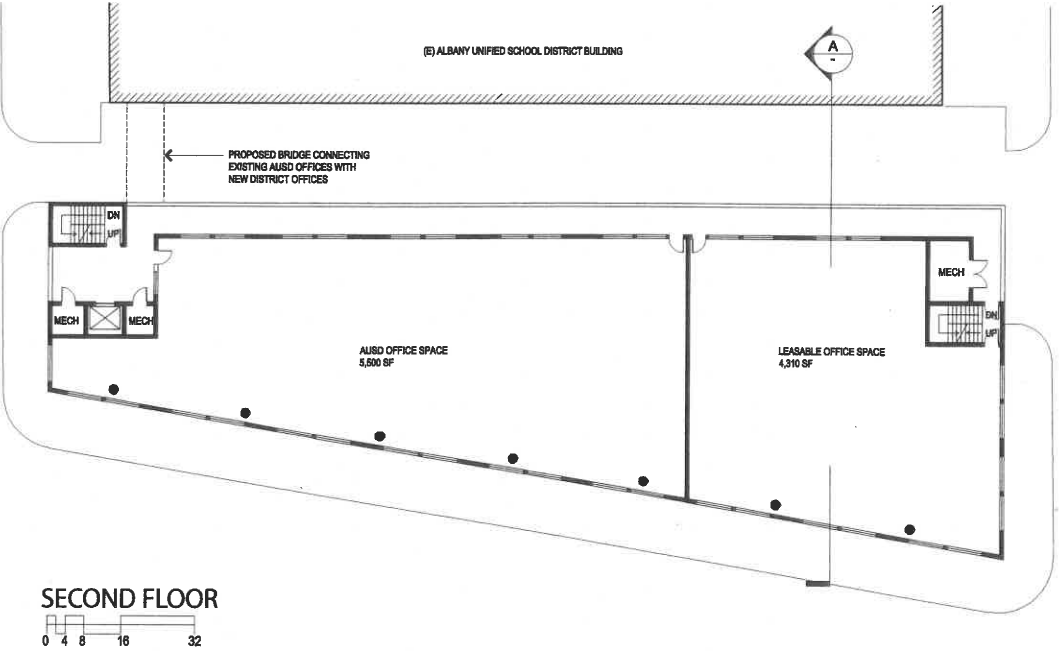 (E) ALBANY UNIFIED SCHOOL DISTRICT BUILDING
A
-
PROPOSED BRIDGE CONNECTING
EXISTING AUSD OFFICES WITH
NEW DISTRICT OFFICES
DN
UP
MECH
MECH
MECH
DN
UP
AUSD OFFICE SPACE
5,500 SF
LEASABLE OFFICE SPACE
4,310 SF
SECOND FLOOR
0 4 8 16 32